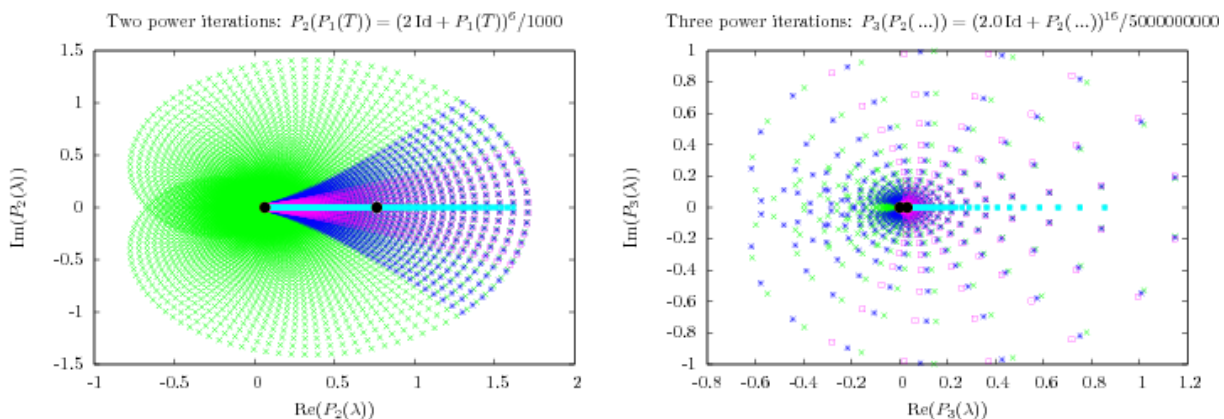 Two power iterations: P₂(P₁(T)) = (2 Id + P₁(T))⁶/1000
1.5
1
0.5
0
-0.5
-1
-1.5
Im(P₂(λ))
-1 -0.5 0 0.5 1 1.5 2
Re(P₂(λ))
Three power iterations: P₃(P₂(...)) = (2.0 Id + P₂(...))¹⁶/5000000000
1
0.8
0.6
0.4
0.2
0
-0.2
-0.4
-0.6
-0.8
-1
Im(P₃(λ))
-0.8 -0.6 -0.4 -0.2 0 0.2 0.4 0.6 0.8 1 1.2
Re(P₃(λ))